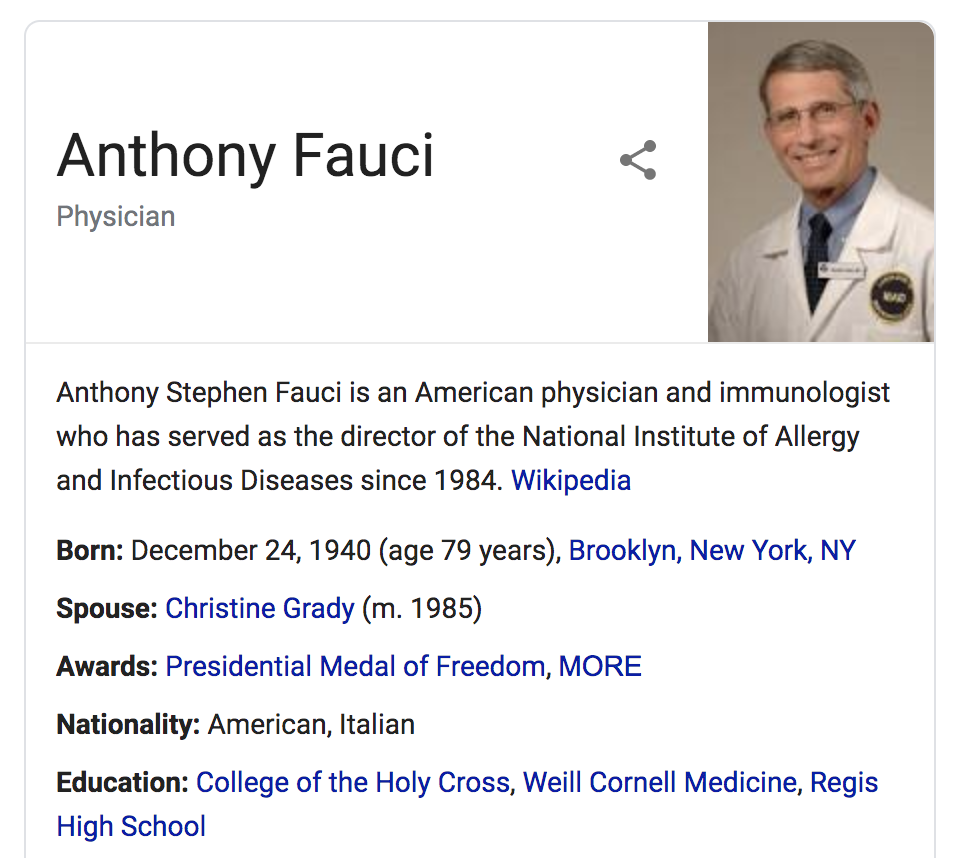 Anthony Fauci
Physician
Anthony Stephen Fauci is an American physician and immunologist
who has served as the director of the National Institute of Allergy
and Infectious Diseases since 1984. Wikipedia
Born: December 24, 1940 (age 79 years), Brooklyn, New York, NY
Spouse: Christine Grady (m. 1985)
Awards: Presidential Medal of Freedom, MORE
Nationality: American, Italian
Education: College of the Holy Cross, Weill Cornell Medicine, Regis
High School